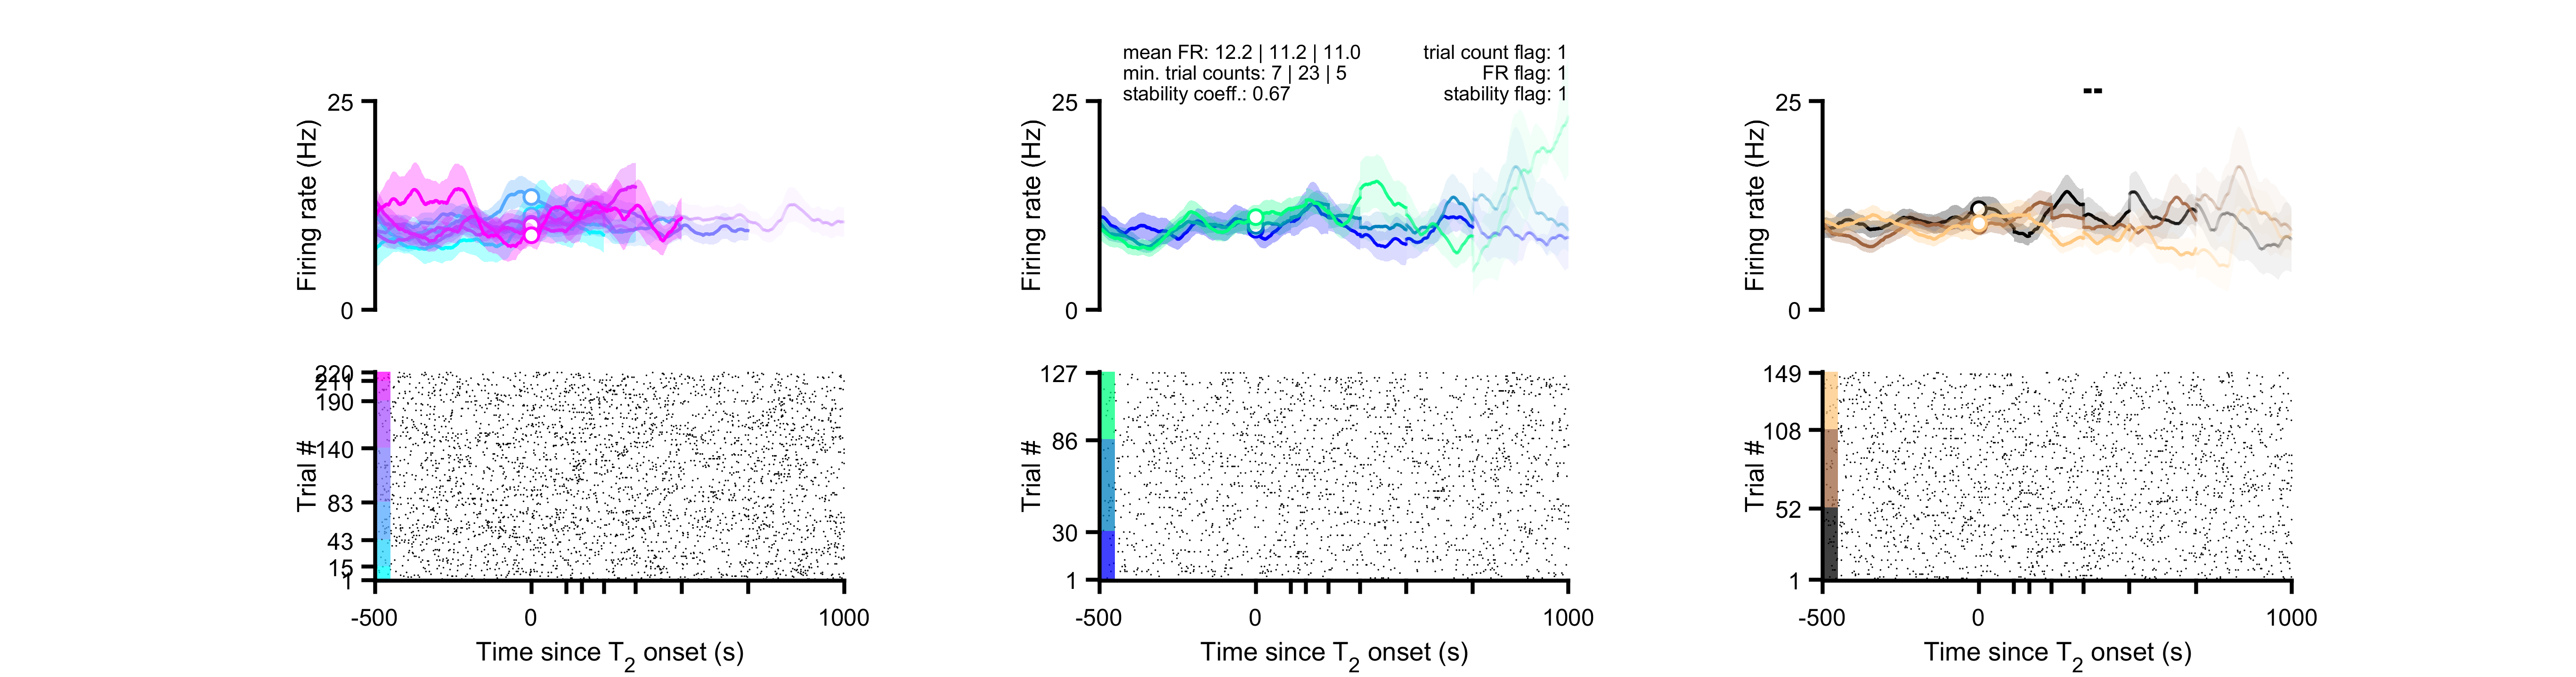 mean FR: 12.2 | 11.2 | 11.0
trial count flag: 1
min. trial counts: 7 | 23 | 5
FR flag: 1
stability coeff.: 0.67
stability flag: 1
--
25
Firing rate (Hz)
0
25
Firing rate (Hz)
0
25
Firing rate (Hz)
0
220
211
190
140
83
43
15
1
Trial #
-500
0
1000
Time since T2 onset (s)
127
86
30
1
Trial #
-500
0
1000
Time since T2 onset (s)
149
108
52
1
Trial #
-500
0
1000
Time since T2 onset (s)